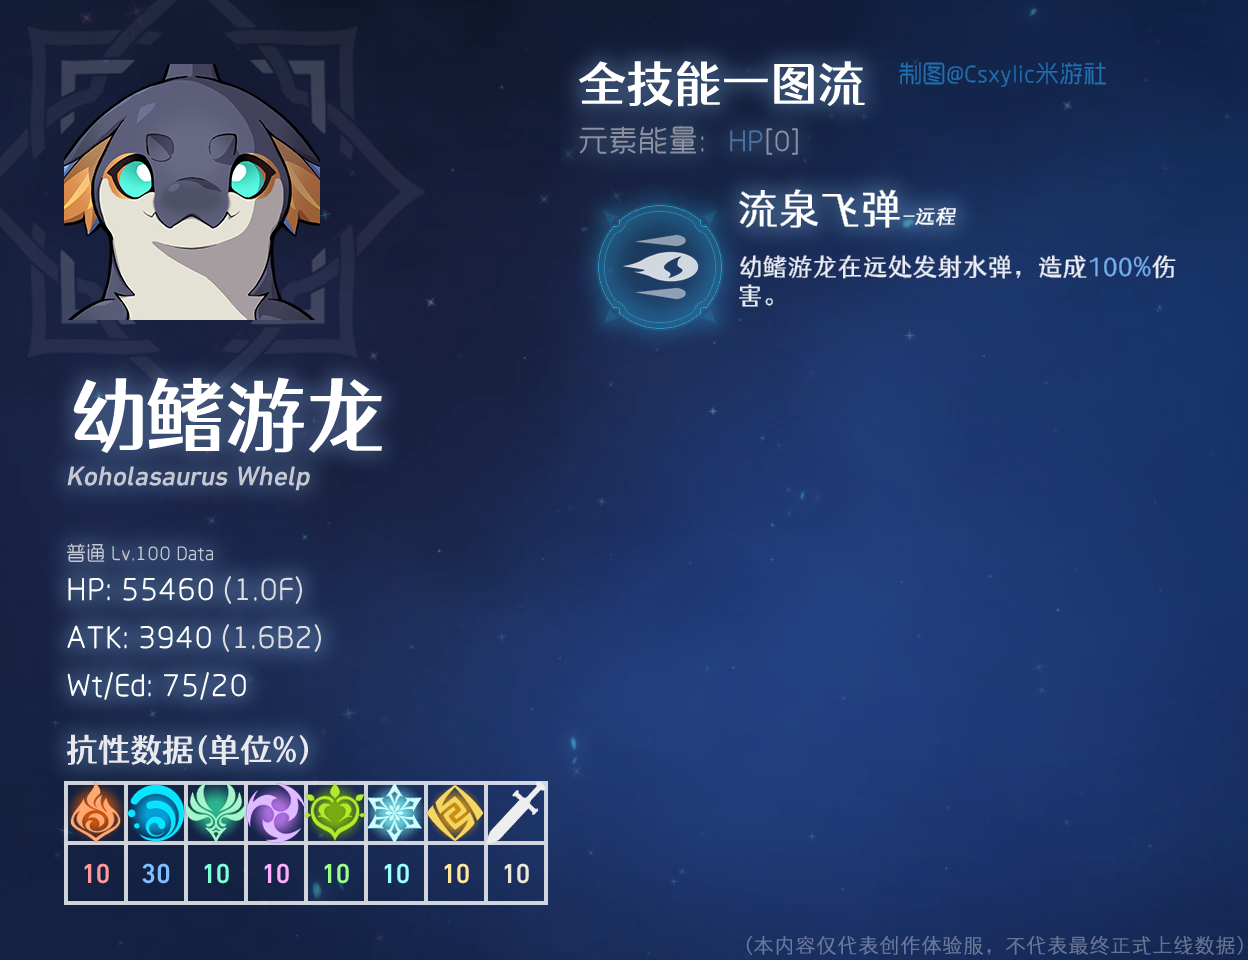 全技能一图流
制图@Csxylic米游社
元素能量: HP[0]
流泉飞弹-远程
幼鳍游龙在远处发射水弹，造成100%伤
害。
幼鳍游龙
Koholasaurus Whelp
普通 Lv.100 Data
HP: 55460 (1.0F)
ATK: 3940 (1.6B2)
Wt/Ed: 75/20
抗性数据(单位%)
10 30 10 10 10 10 10 10
(本内容仅代表创作体验服，不代表最终正式上线数据)